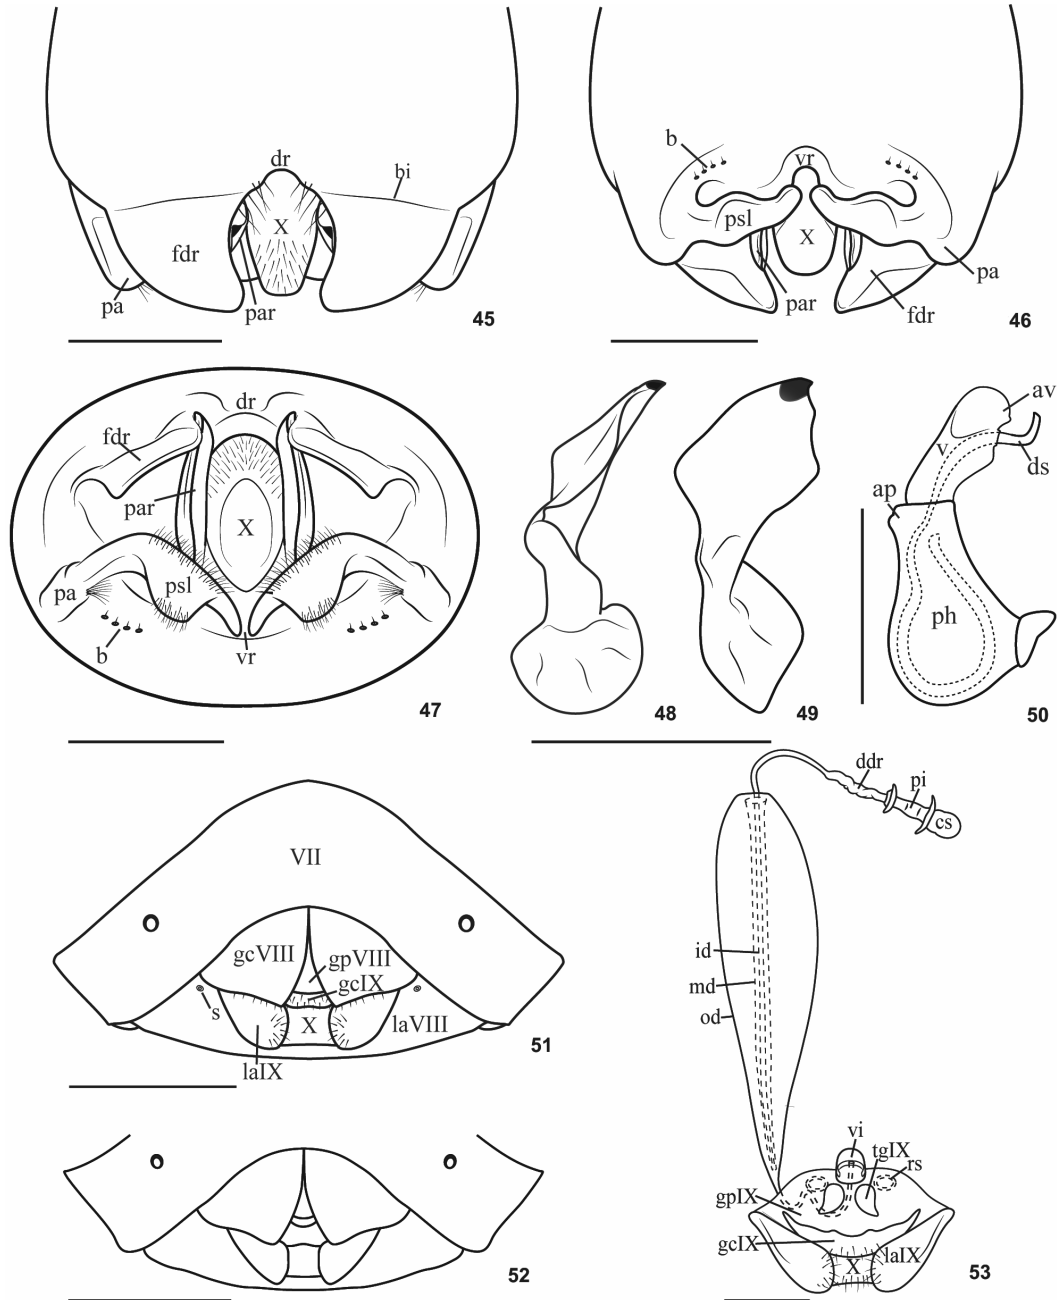 dr
bi
X
fdr
pa
par
45
b
vr
psl
X
pa
par
fdr
46
dr
fdr
par
X
psl
pa
b
vr
47
48
49
av
v
ds
ap
ph
50
VII
gcVIII
gpVIII
gcIX
s
X
laVIII
laIX
51
52
ddr
pi
cs
id
md
od
vi
tgIX
rs
gpIX
gcIX
laIX
X
53